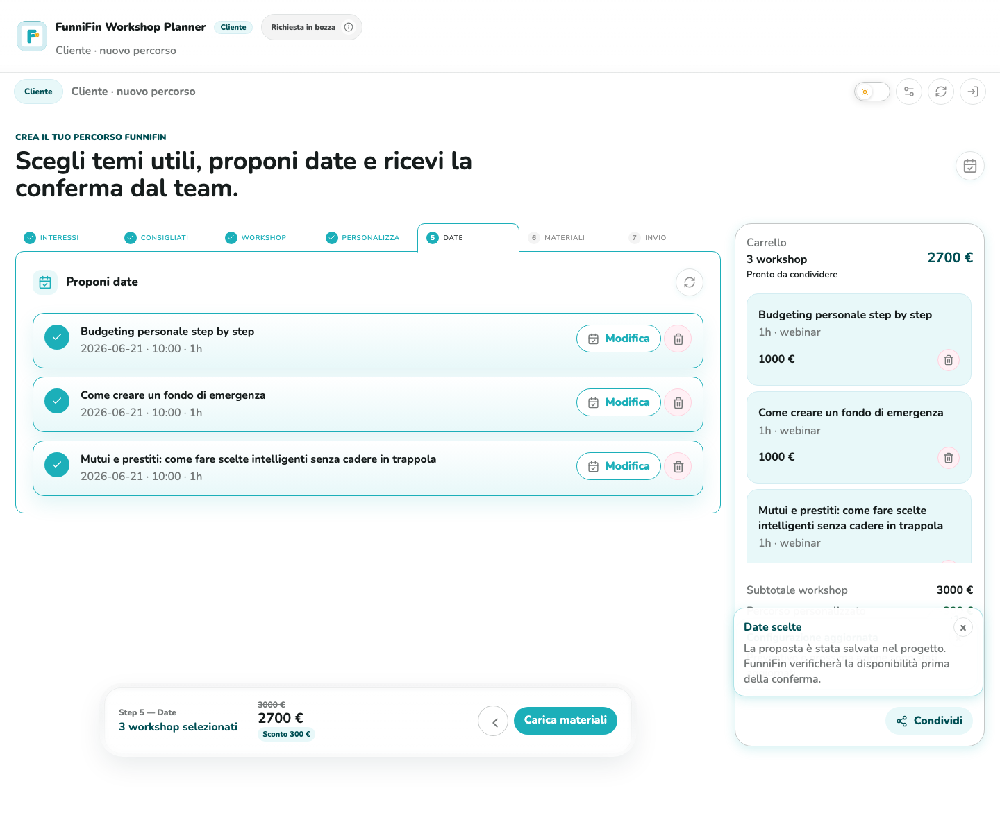 FunniFin Workshop Planner
Cliente
Richiesta in bozza
Cliente · nuovo percorso
Cliente
Cliente · nuovo percorso
CREA IL TUO PERCORSO FUNNIFIN
Scegli temi utili, proponi date e ricevi la
conferma dal team.
INTERESSI
CONSIGLIATI
WORKSHOP
PERSONALIZZA
5 DATE
6 MATERIALI
7 INVIO
Proponi date
Budgeting personale step by step
2026-06-21 · 10:00 · 1h
Modifica
Come creare un fondo di emergenza
2026-06-21 · 10:00 · 1h
Modifica
Mutui e prestiti: come fare scelte intelligenti senza cadere in trappola
2026-06-21 · 10:00 · 1h
Modifica
Carrello
3 workshop
2700 €
Pronto da condividere
Budgeting personale step by step
1h · webinar
1000 €
Come creare un fondo di emergenza
1h · webinar
1000 €
Mutui e prestiti: come fare scelte
intelligenti senza cadere in trappola
1h · webinar
Subtotale workshop
3000 €
Percorso personalizzato
Configurazione aggiornata
Date scelte
x
La proposta è stata salvata nel progetto.
FunniFin verificherà la disponibilità prima
della conferma.
Condividi
Step 5 — Date
3 workshop selezionati
3000 €
2700 €
Sconto 300 €
Carica materiali